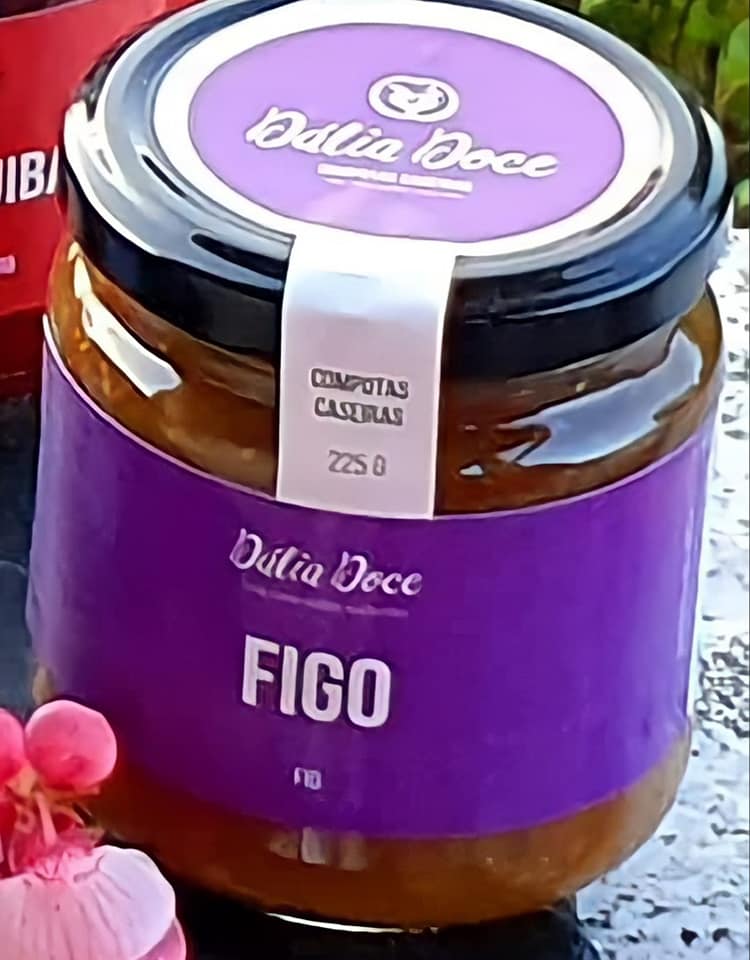 Dália Doce
COMPOTAS
CASEIRAS
225 G
Dália Doce
FIGO